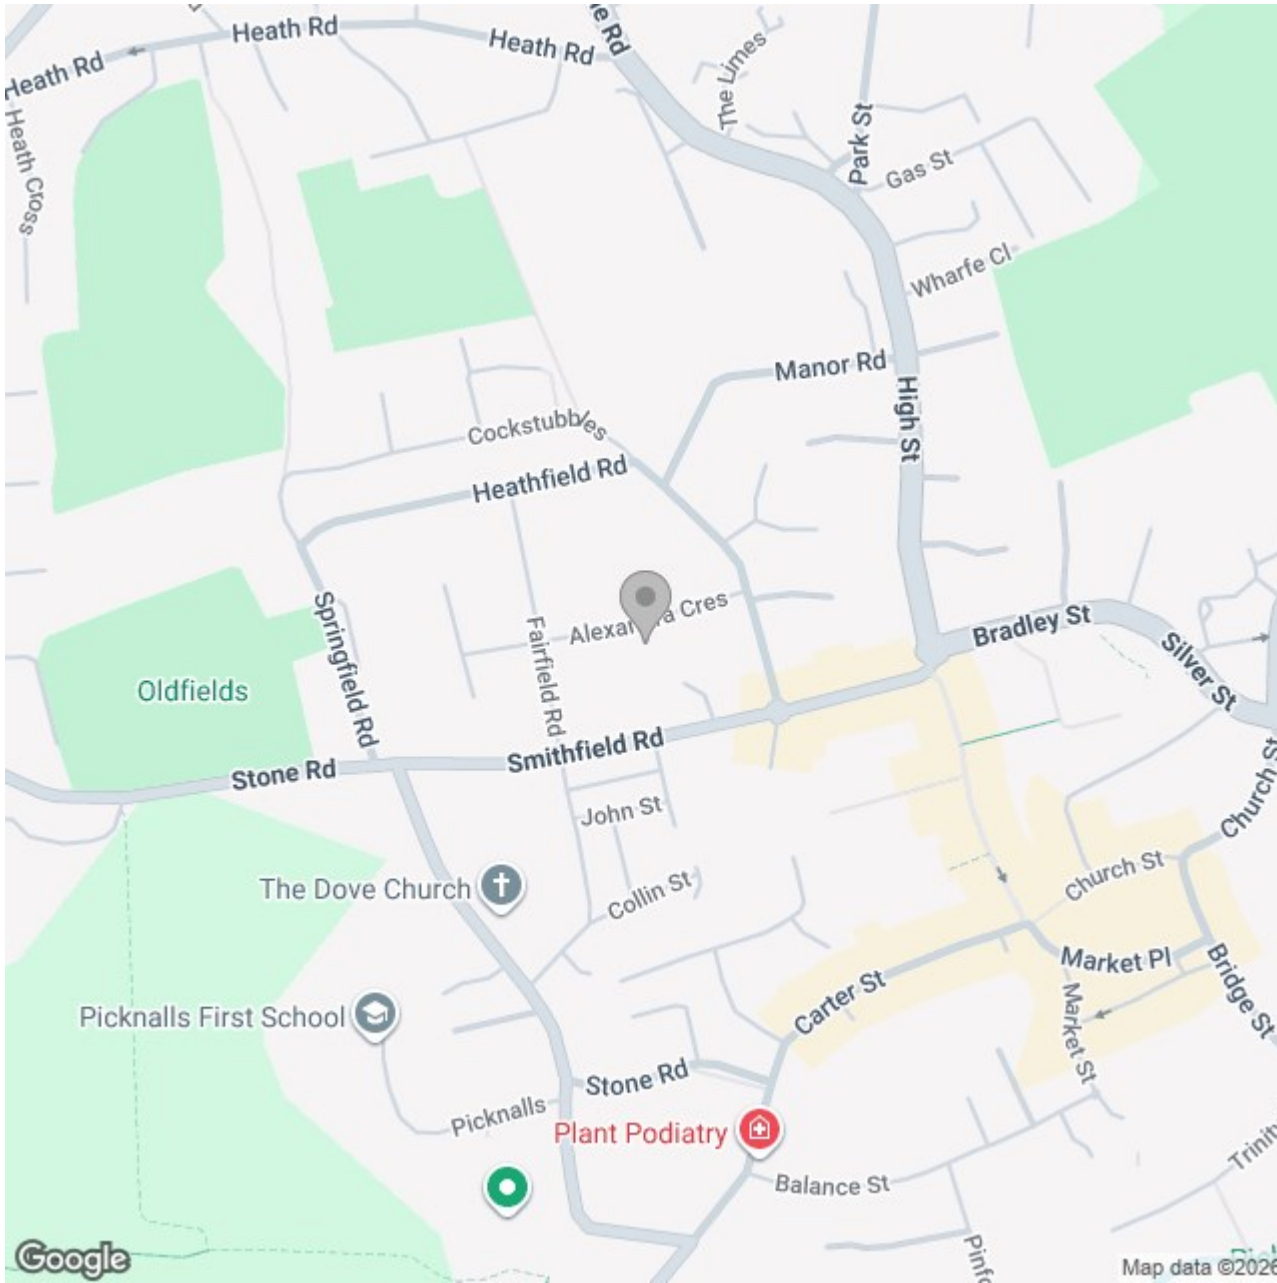 Heath Rd
Heath Rd
Heath Rd
The Limes
Park St
Gas St
Heath Cross
Wharfe Cl
Manor Rd
High St
Cockstubbles
Heathfield Rd
Alexandra Cres
Bradley St
Silver St
Springfield Rd
Fairfield Rd
Oldfields
Smithfield Rd
Stone Rd
John St
Church St
The Dove Church
Collin St
Church St
Market Pl
Bridge St
Carter St
Market St
Picknalls First School
Stone Rd
Picknalls
Plant Podiatry
Balance St
Google
Map data ©2026